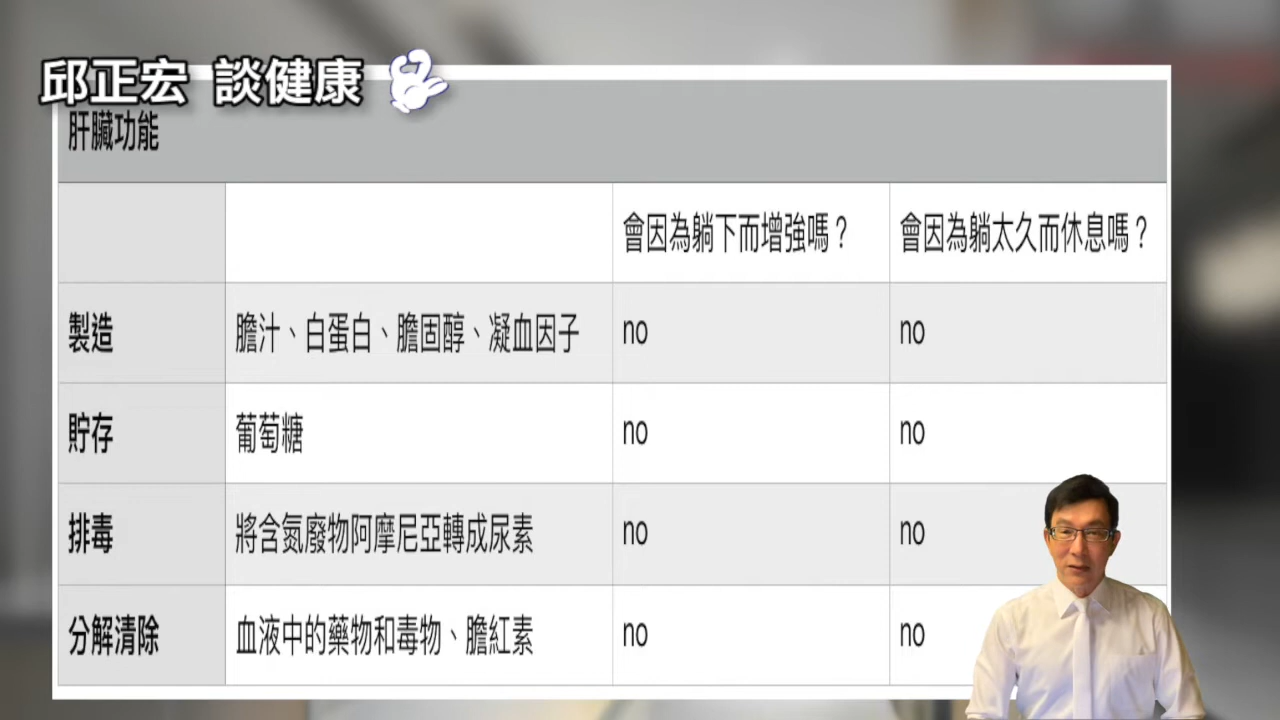 邱正宏 談健康
肝臟功能
會因為躺下而增強嗎？ 會因為躺太久而休息嗎？
製造 膽汁、白蛋白、膽固醇、凝血因子 no no
貯存 葡萄糖 no no
排毒 將含氮廢物阿摩尼亞轉成尿素 no no
分解清除 血液中的藥物和毒物、膽紅素 no no